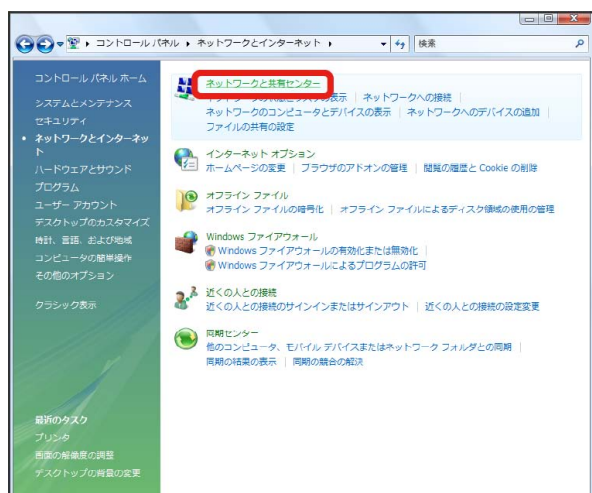 コントロール パネル ▸ ネットワークとインターネット ▸
検索
コントロール パネル ホーム
システムとメンテナンス
セキュリティ
ネットワークとインターネッ
ト
ハードウェアとサウンド
プログラム
ユーザー アカウント
デスクトップのカスタマイズ
時計、言語、および地域
コンピュータの簡単操作
その他のオプション
クラシック表示
最近のタスク
プリンタ
画面の解像度の調整
デスクトップの背景の変更
ネットワークと共有センター
の表示 | ネットワークへの接続 |
ネットワークのコンピュータとデバイスの表示 | ネットワークへのデバイスの追加 |
ファイルの共有の設定
インターネット オプション
ホームページの変更 | ブラウザのアドオンの管理 | 閲覧の履歴と Cookie の削除
オフライン ファイル
オフライン ファイルの暗号化 | オフライン ファイルによるディスク領域の使用の管理
Windows ファイアウォール
Windows ファイアウォールの有効化または無効化 |
Windows ファイアウォールによるプログラムの許可
近くの人との接続
近くの人との接続のサインインまたはサインアウト | 近くの人との接続の設定変更
同期センター
他のコンピュータ、モバイル デバイスまたはネットワーク フォルダとの同期 |
同期の結果の表示 | 同期の競合の解決